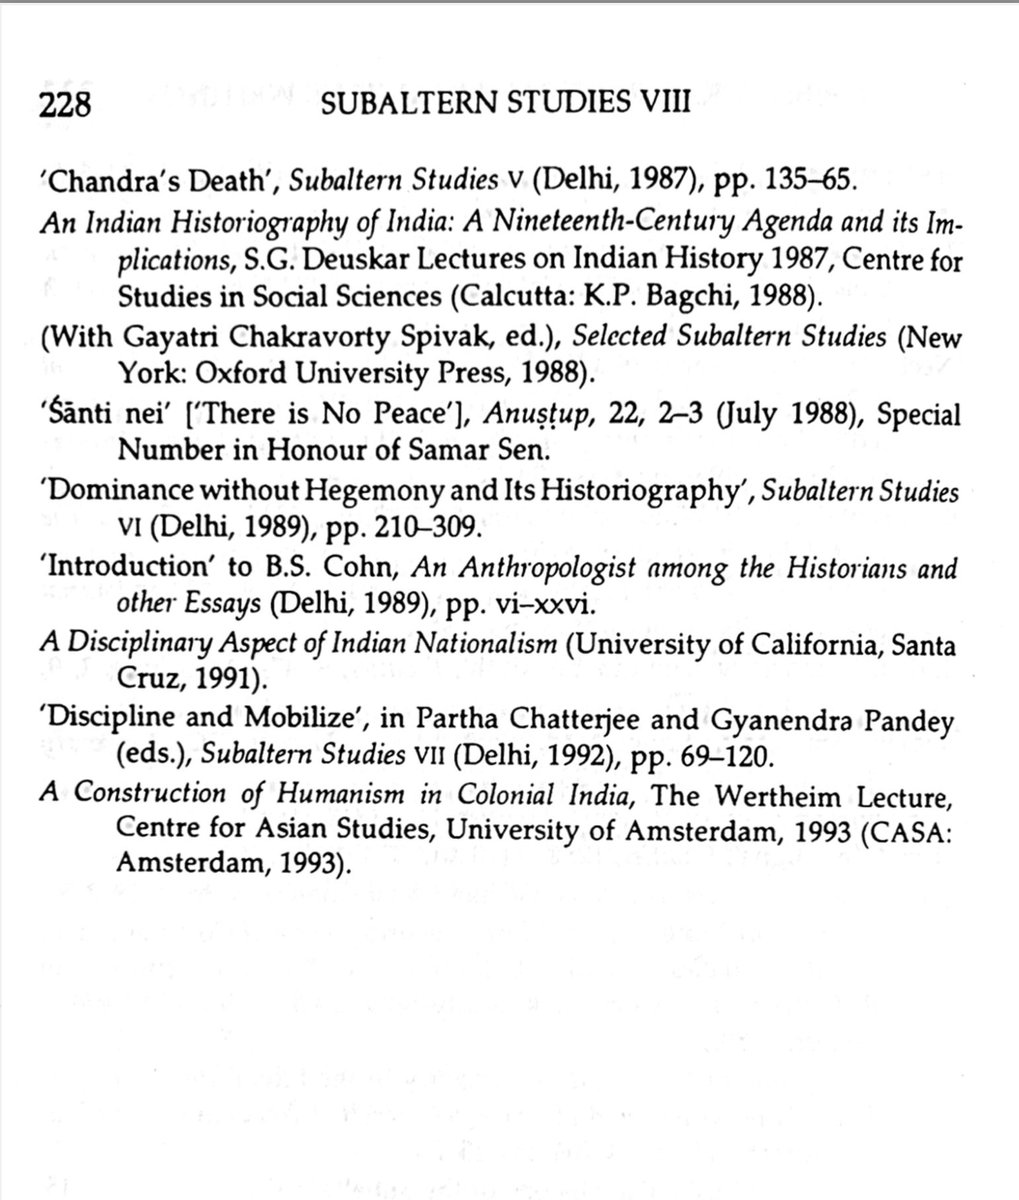 228 SUBALTERN STUDIES VIII
'Chandra's Death', Subaltern Studies V (Delhi, 1987), pp. 135–65.
An Indian Historiography of India: A Nineteenth-Century Agenda and its Im-
plications, S.G. Deuskar Lectures on Indian History 1987, Centre for
Studies in Social Sciences (Calcutta: K.P. Bagchi, 1988).
(With Gayatri Chakravorty Spivak, ed.), Selected Subaltern Studies (New
York: Oxford University Press, 1988).
'Śānti nei' ['There is No Peace'], Anuṣṭup, 22, 2–3 (July 1988), Special
Number in Honour of Samar Sen.
'Dominance without Hegemony and Its Historiography', Subaltern Studies
VI (Delhi, 1989), pp. 210–309.
'Introduction' to B.S. Cohn, An Anthropologist among the Historians and
other Essays (Delhi, 1989), pp. vi–xxvi.
A Disciplinary Aspect of Indian Nationalism (University of California, Santa
Cruz, 1991).
'Discipline and Mobilize', in Partha Chatterjee and Gyanendra Pandey
(eds.), Subaltern Studies VII (Delhi, 1992), pp. 69–120.
A Construction of Humanism in Colonial India, The Wertheim Lecture,
Centre for Asian Studies, University of Amsterdam, 1993 (CASA:
Amsterdam, 1993).